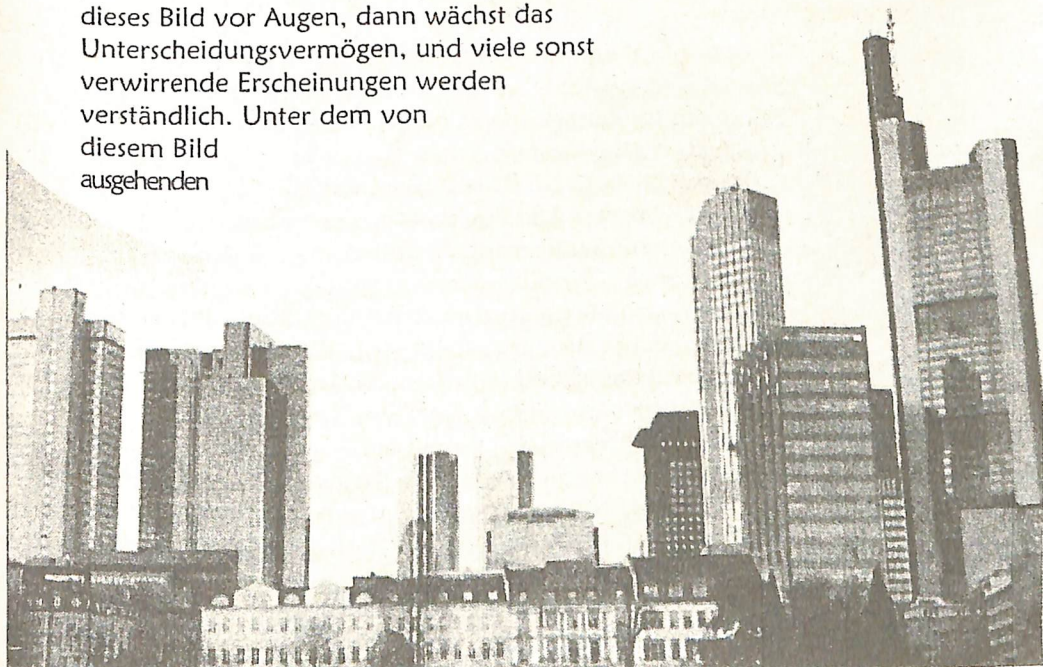 dieses Bild vor Augen, dann wächst das
Unterscheidungsvermögen, und viele sonst
verwirrende Erscheinungen werden
verständlich. Unter dem von
diesem Bild
ausgehenden